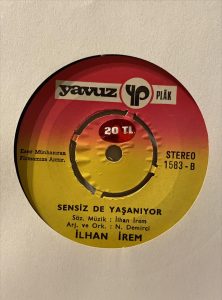 yavuz YP PLÂK
20 TL.
Eser Münhasıran
Firmamıza Aittir.
STEREO
1583-B
SENSİZ DE YAŞANIYOR
Söz, Müzik : İlhan İrem
Arj. ve Ork. : N. Demirci
İLHAN İREM